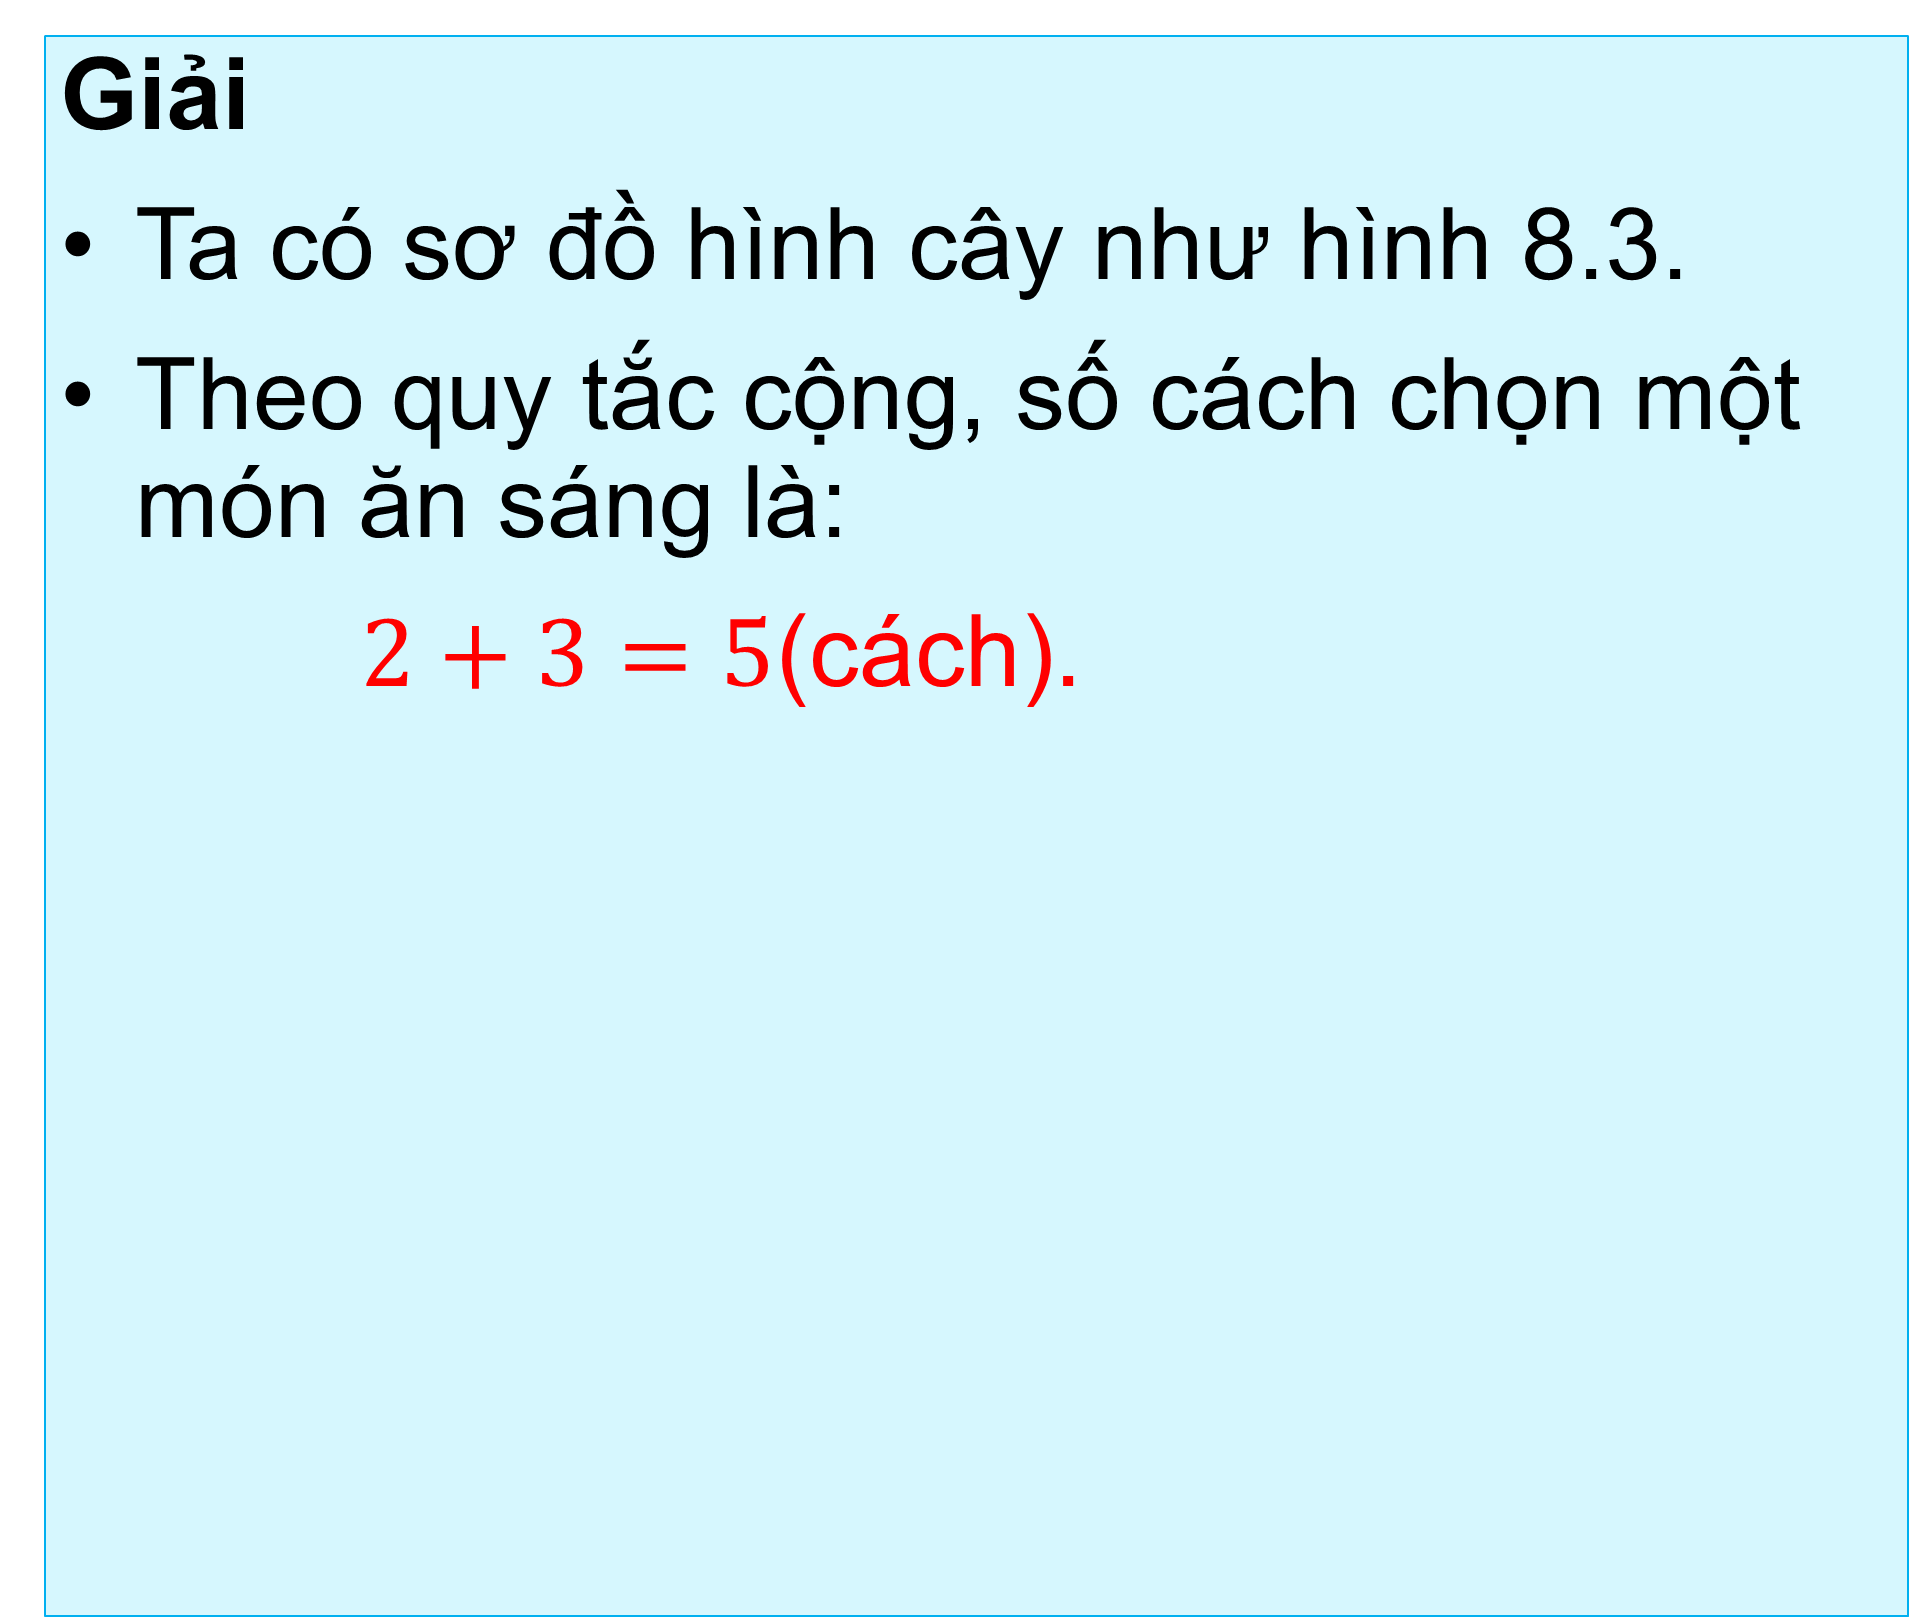 Giải
• Ta có sơ đồ hình cây như hình 8.3.
• Theo quy tắc cộng, số cách chọn một
món ăn sáng là:
2 + 3 = 5(cách).